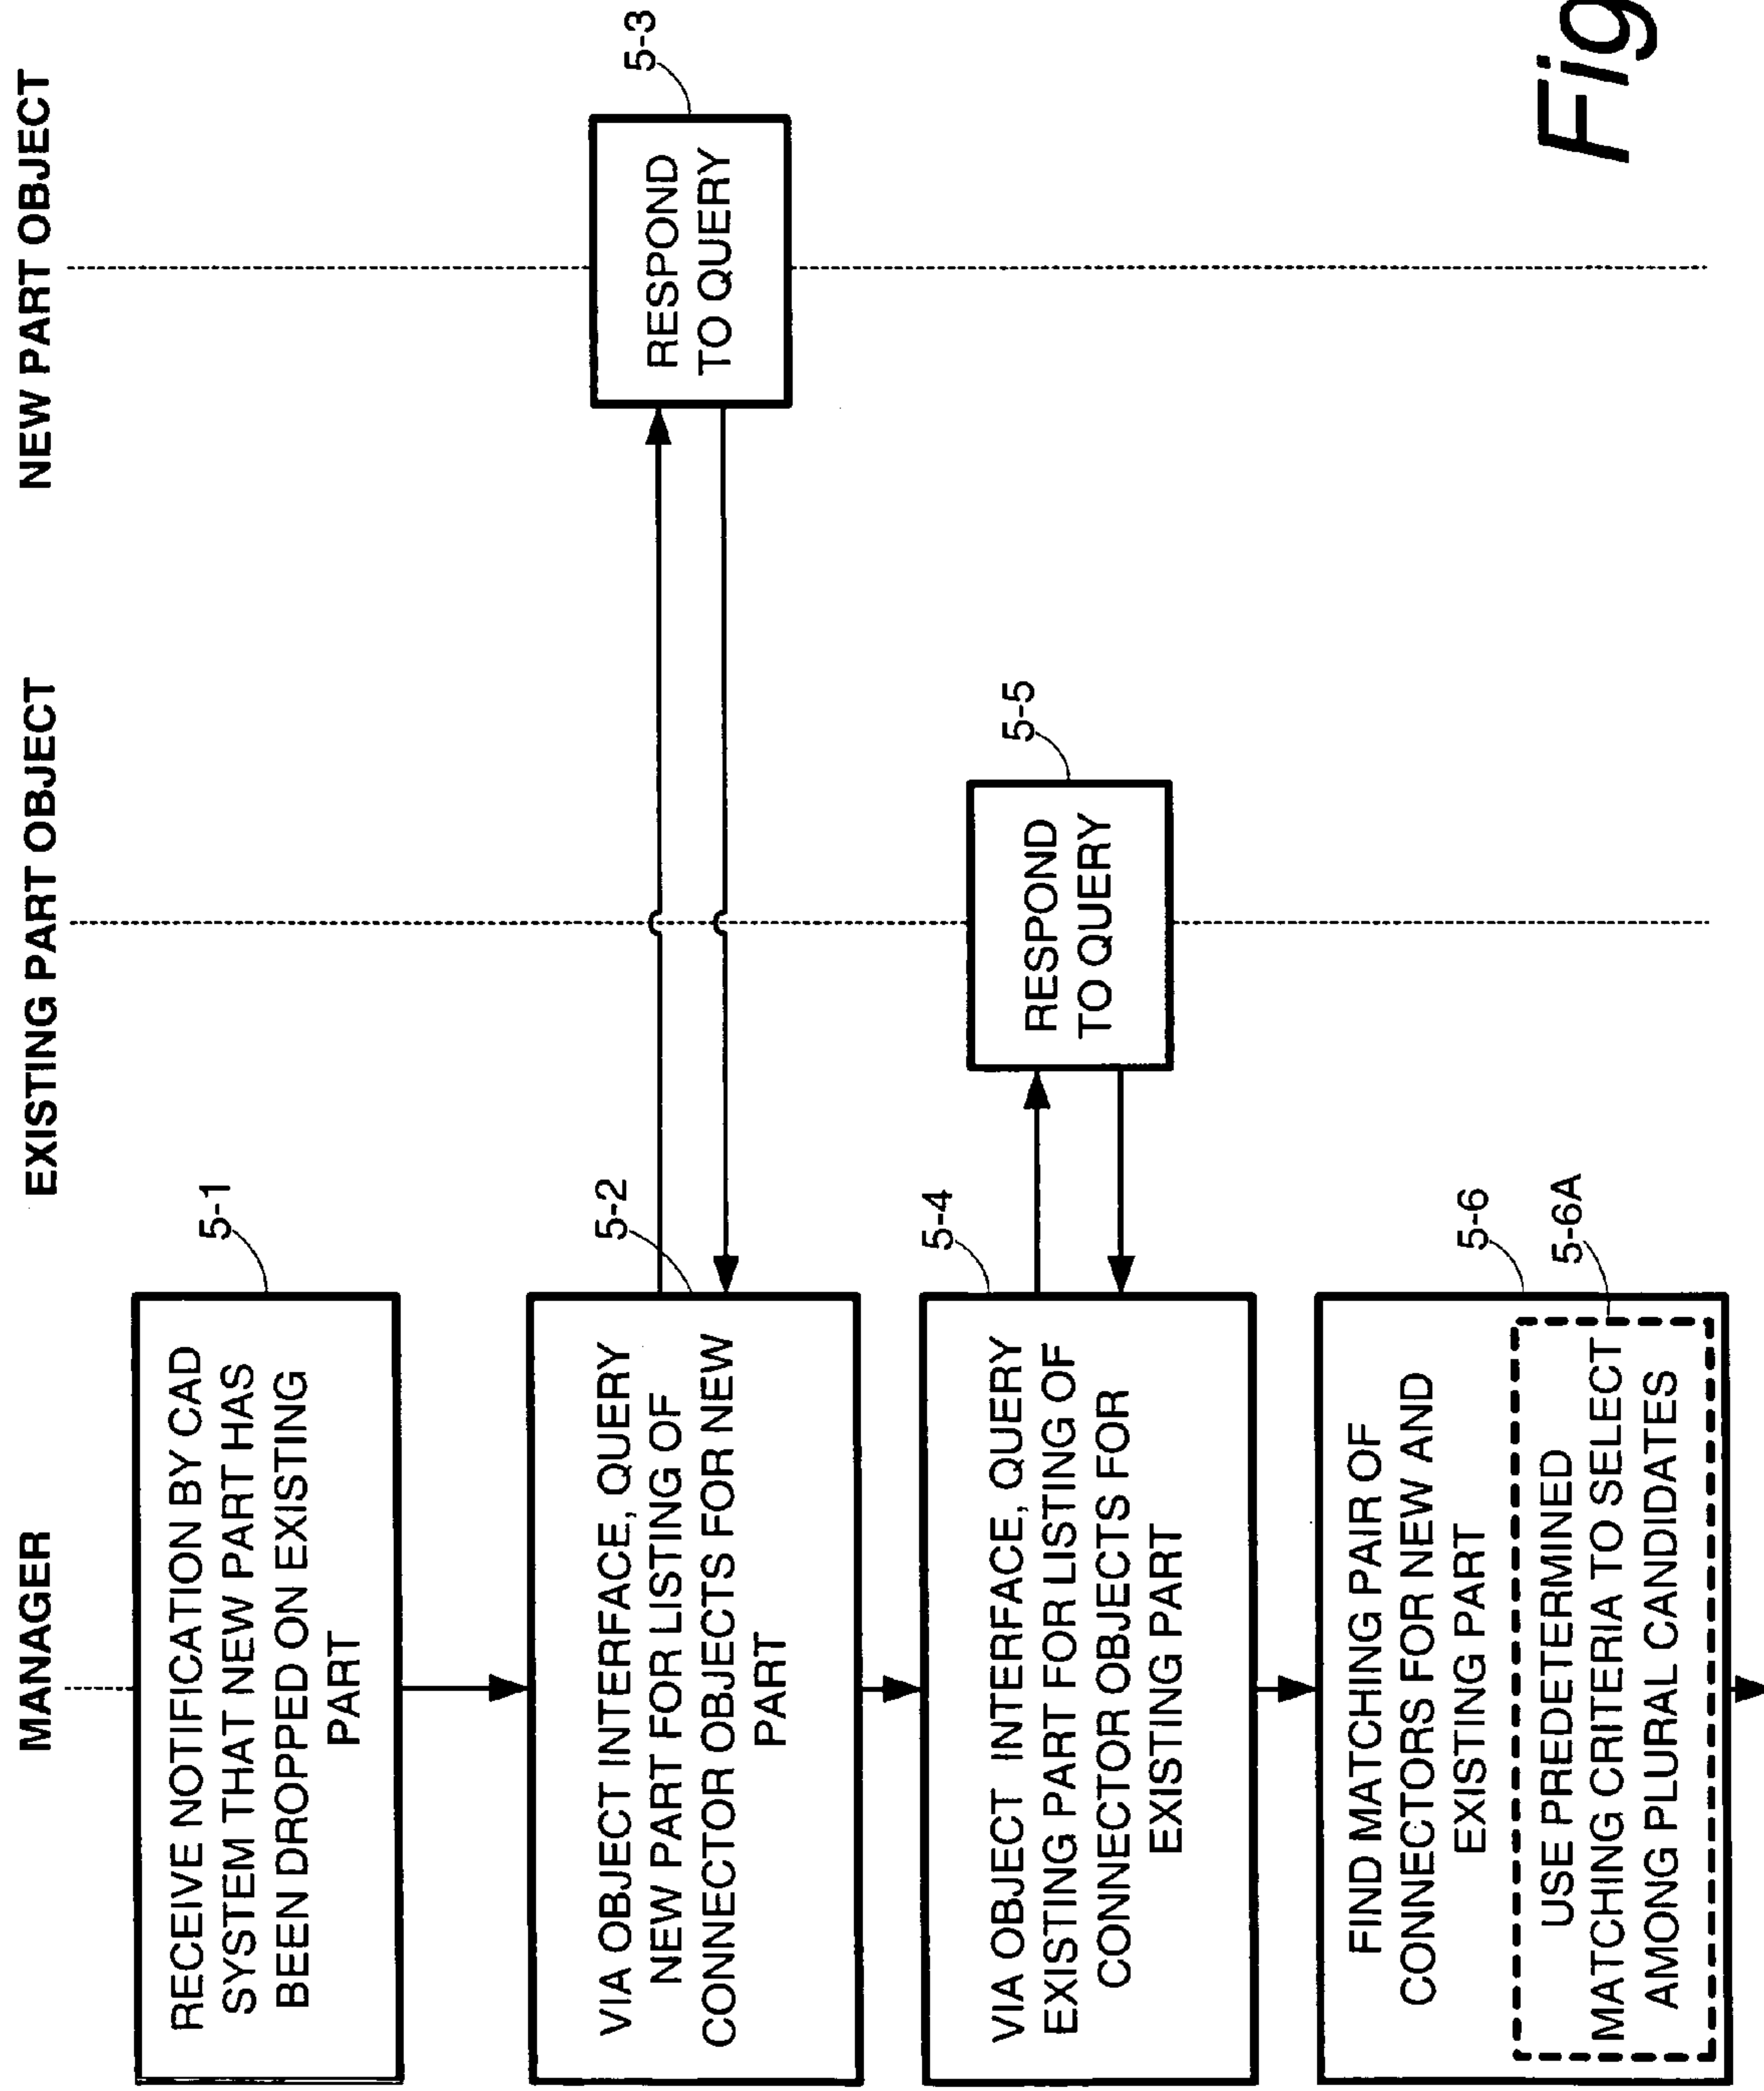 MANAGER
EXISTING PART OBJECT
NEW PART OBJECT
5-1
RECEIVE NOTIFICATION BY CAD
SYSTEM THAT NEW PART HAS
BEEN DROPPED ON EXISTING
PART
5-2
VIA OBJECT INTERFACE, QUERY
NEW PART FOR LISTING OF
CONNECTOR OBJECTS FOR NEW
PART
5-3
RESPOND
TO QUERY
5-4
VIA OBJECT INTERFACE, QUERY
EXISTING PART FOR LISTING OF
CONNECTOR OBJECTS FOR
EXISTING PART
5-5
RESPOND
TO QUERY
5-6
FIND MATCHING PAIR OF
CONNECTORS FOR NEW AND
EXISTING PART
5-6A
USE PREDETERMINED
MATCHING CRITERIA TO SELECT
AMONG PLURAL CANDIDATES
Fig